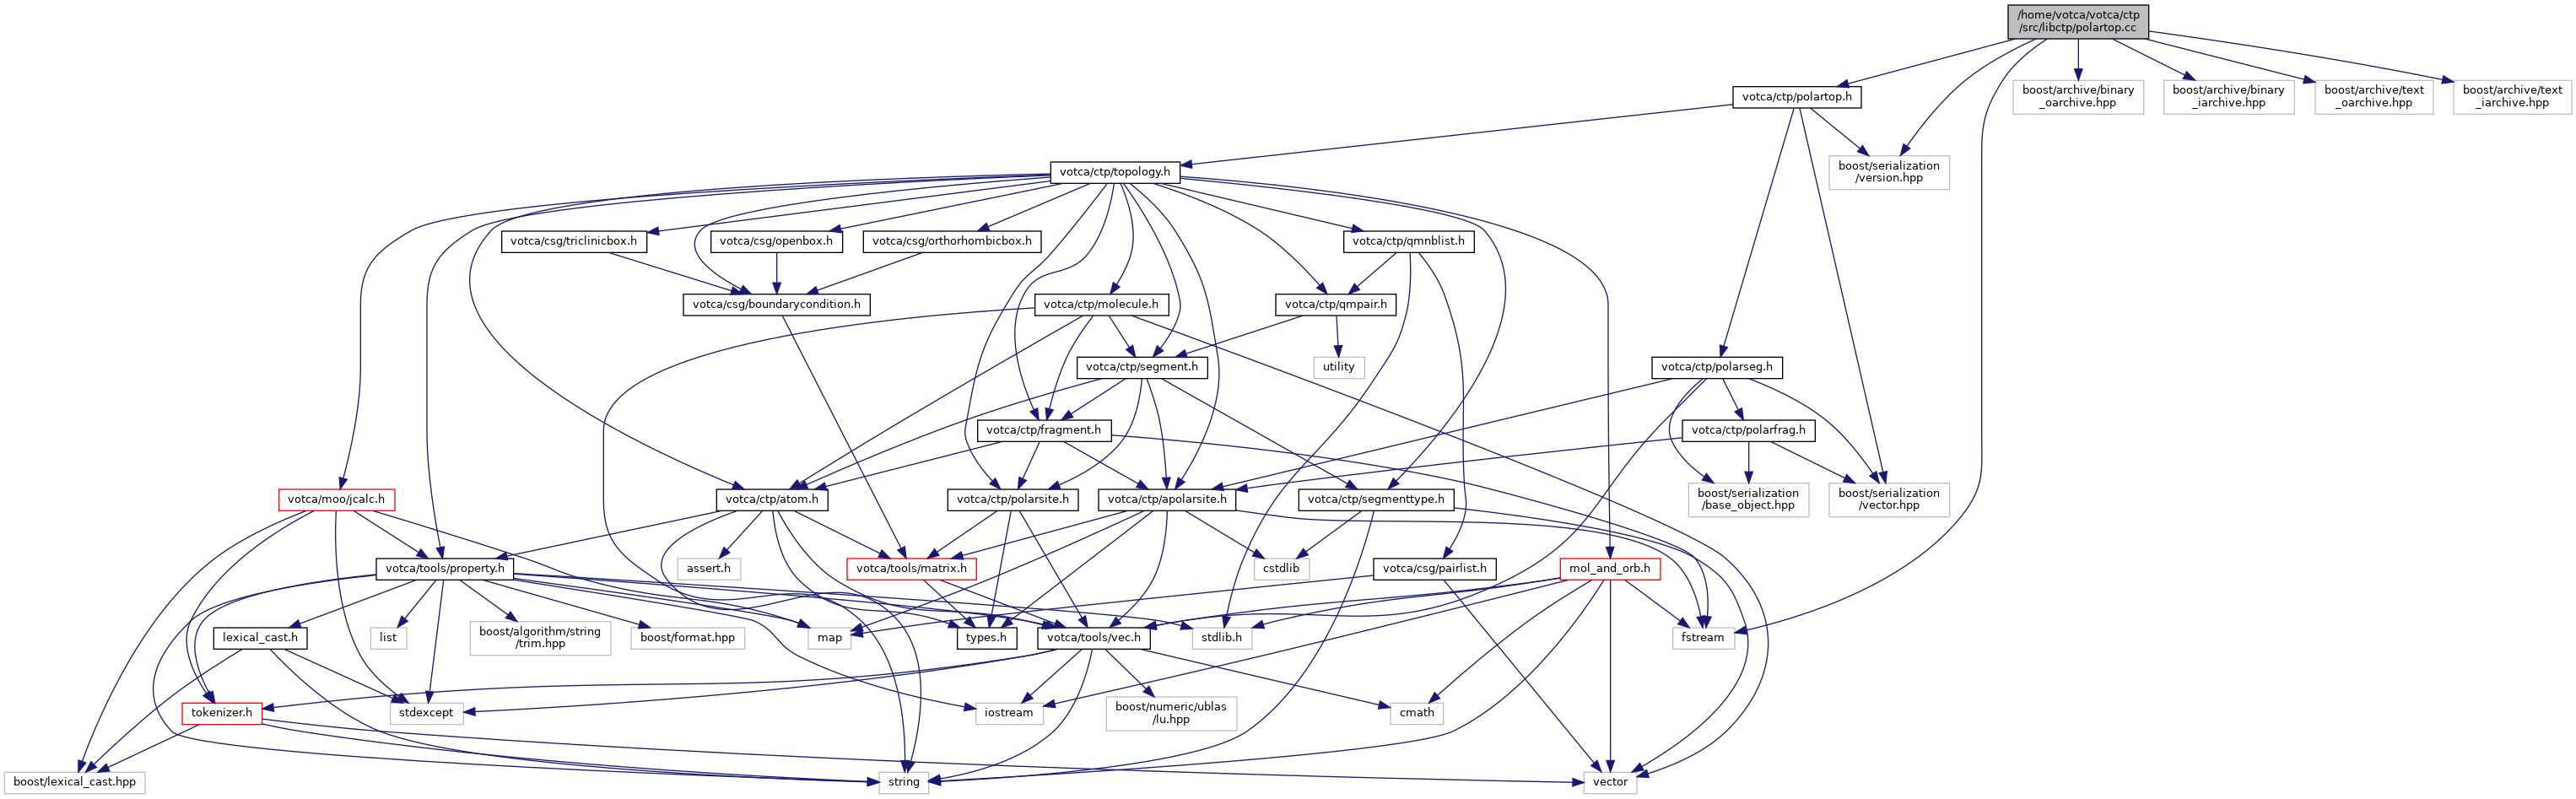 /home/votca/votca/ctp
/src/libctp/polartop.cc
votca/ctp/polartop.h
boost/archive/binary
_oarchive.hpp
boost/archive/binary
_iarchive.hpp
boost/archive/text
_oarchive.hpp
boost/archive/text
_iarchive.hpp
votca/ctp/topology.h
boost/serialization
/version.hpp
votca/csg/triclinicbox.h
votca/csg/openbox.h
votca/csg/orthorhombicbox.h
votca/ctp/qmnblist.h
votca/csg/boundarycondition.h
votca/ctp/molecule.h
votca/ctp/qmpair.h
votca/ctp/segment.h
utility
votca/ctp/polarseg.h
votca/ctp/fragment.h
votca/ctp/polarfrag.h
votca/moo/jcalc.h
votca/ctp/atom.h
votca/ctp/polarsite.h
votca/ctp/apolarsite.h
votca/ctp/segmenttype.h
boost/serialization
/base_object.hpp
boost/serialization
/vector.hpp
votca/tools/property.h
assert.h
votca/tools/matrix.h
cstdlib
votca/csg/pairlist.h
mol_and_orb.h
lexical_cast.h
list
boost/algorithm/string
/trim.hpp
boost/format.hpp
map
types.h
votca/tools/vec.h
stdlib.h
fstream
tokenizer.h
stdexcept
iostream
boost/numeric/ublas
/lu.hpp
cmath
boost/lexical_cast.hpp
string
vector